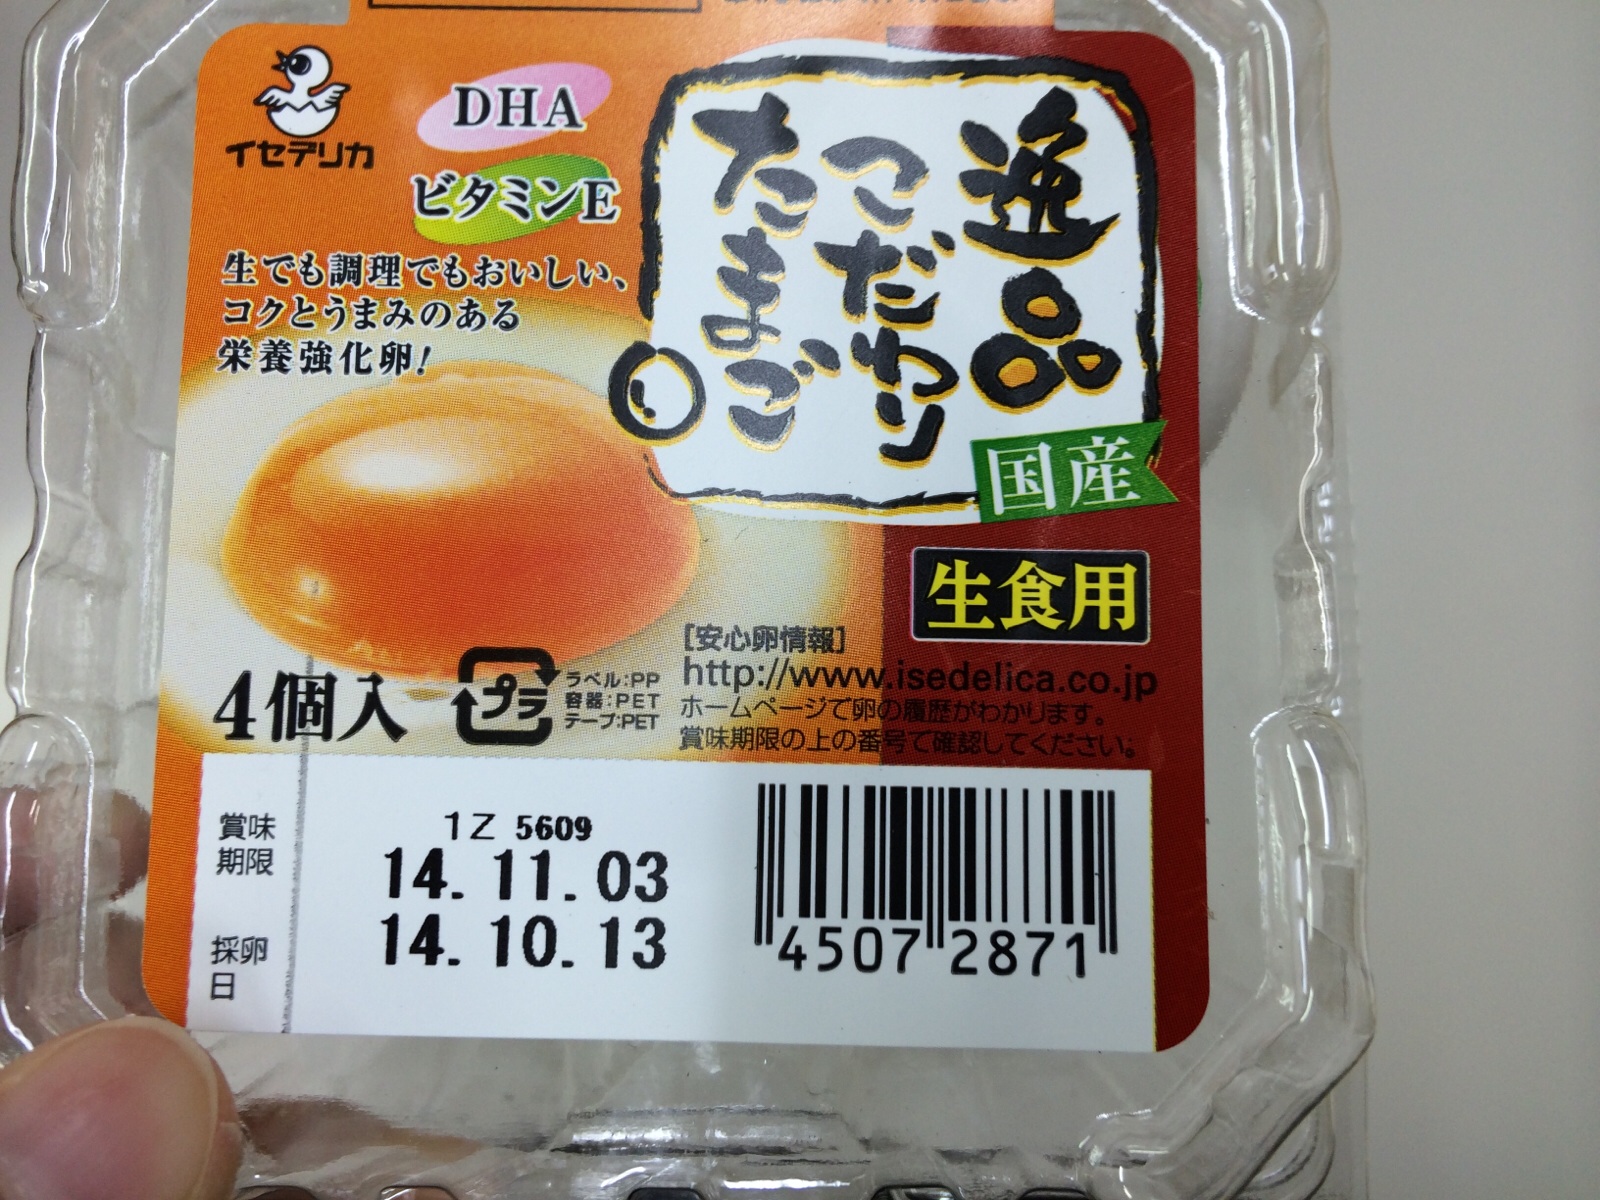 イセデリカ
DHA
ビタミンE
生でも調理でもおいしい、
コクとうまみのある
栄養強化卵!
逸品
こだわり
たまご
国産
生食用
4個入
プラ
ラベル:PP
容器:PET
テープ:PET
[安心卵情報]
http://www.isedelica.co.jp
ホームページで卵の履歴がわかります。
賞味期限の上の番号で確認してください。
賞味
期限
1Z 5609
14. 11. 03
採卵
日
14. 10. 13
4507 2871